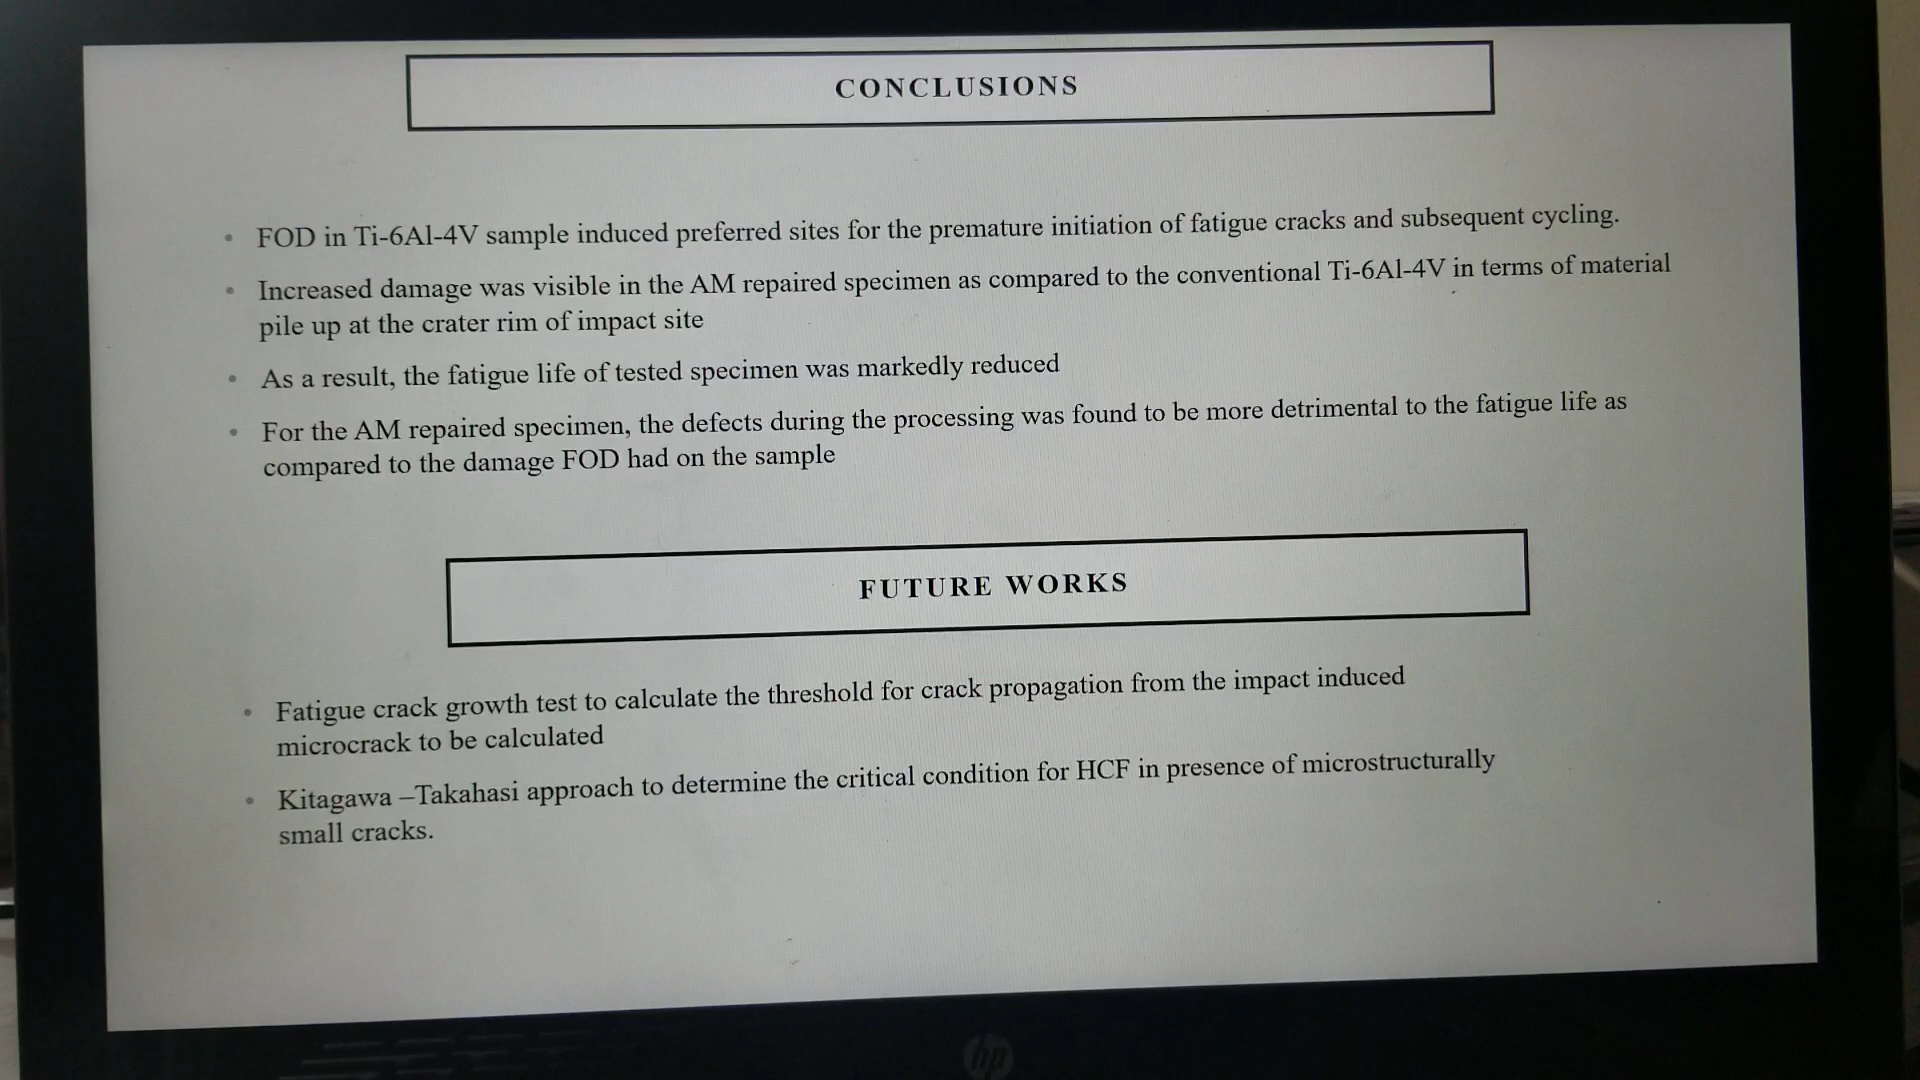 CONCLUSIONS
• FOD in Ti-6Al-4V sample induced preferred sites for the premature initiation of fatigue cracks and subsequent cycling.
• Increased damage was visible in the AM repaired specimen as compared to the conventional Ti-6Al-4V in terms of material
pile up at the crater rim of impact site
• As a result, the fatigue life of tested specimen was markedly reduced
• For the AM repaired specimen, the defects during the processing was found to be more detrimental to the fatigue life as
compared to the damage FOD had on the sample
FUTURE WORKS
• Fatigue crack growth test to calculate the threshold for crack propagation from the impact induced
microcrack to be calculated
• Kitagawa –Takahasi approach to determine the critical condition for HCF in presence of microstructurally
small cracks.
hp